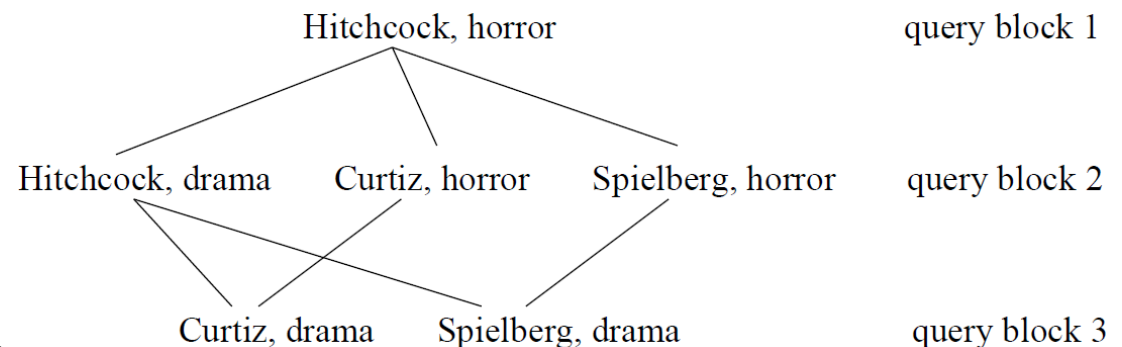 Hitchcock, horror query block 1
Hitchcock, drama Curtiz, horror Spielberg, horror query block 2
Curtiz, drama Spielberg, drama query block 3